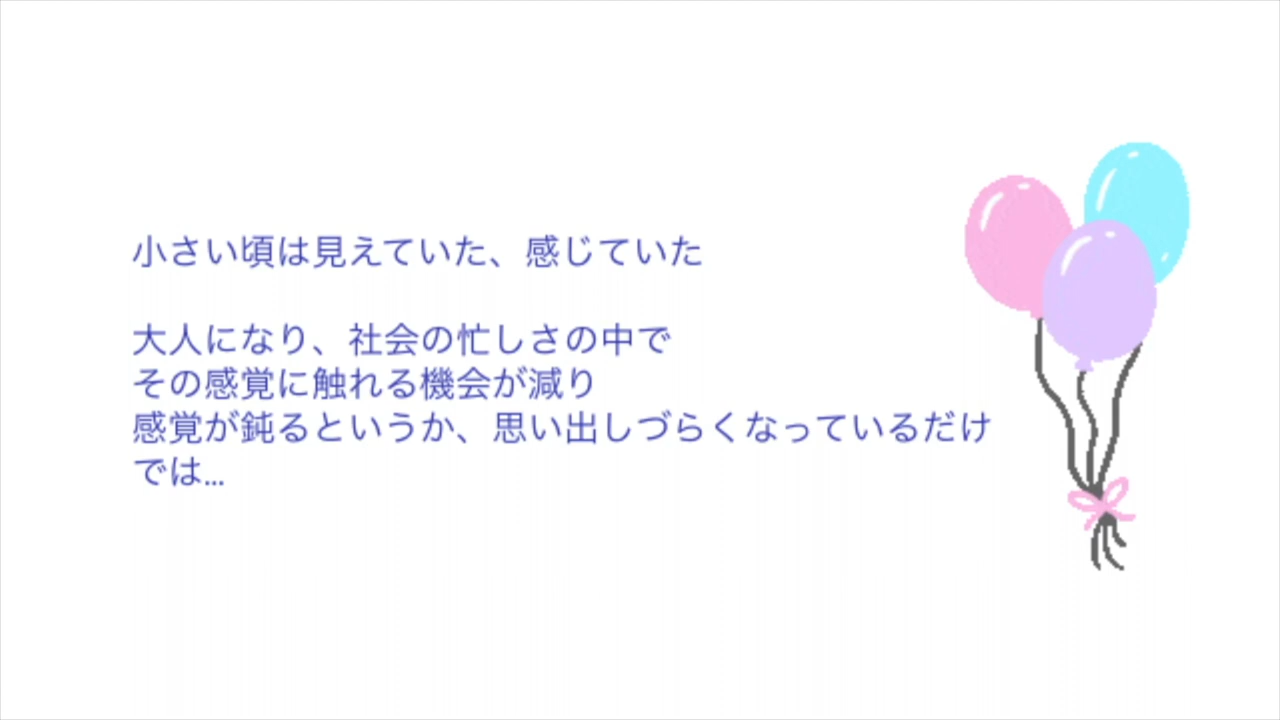 小さい頃は見えていた、感じていた
大人になり、社会の忙しさの中で
その感覚に触れる機会が減り
感覚が鈍るというか、思い出しづらくなっているだけ
では...